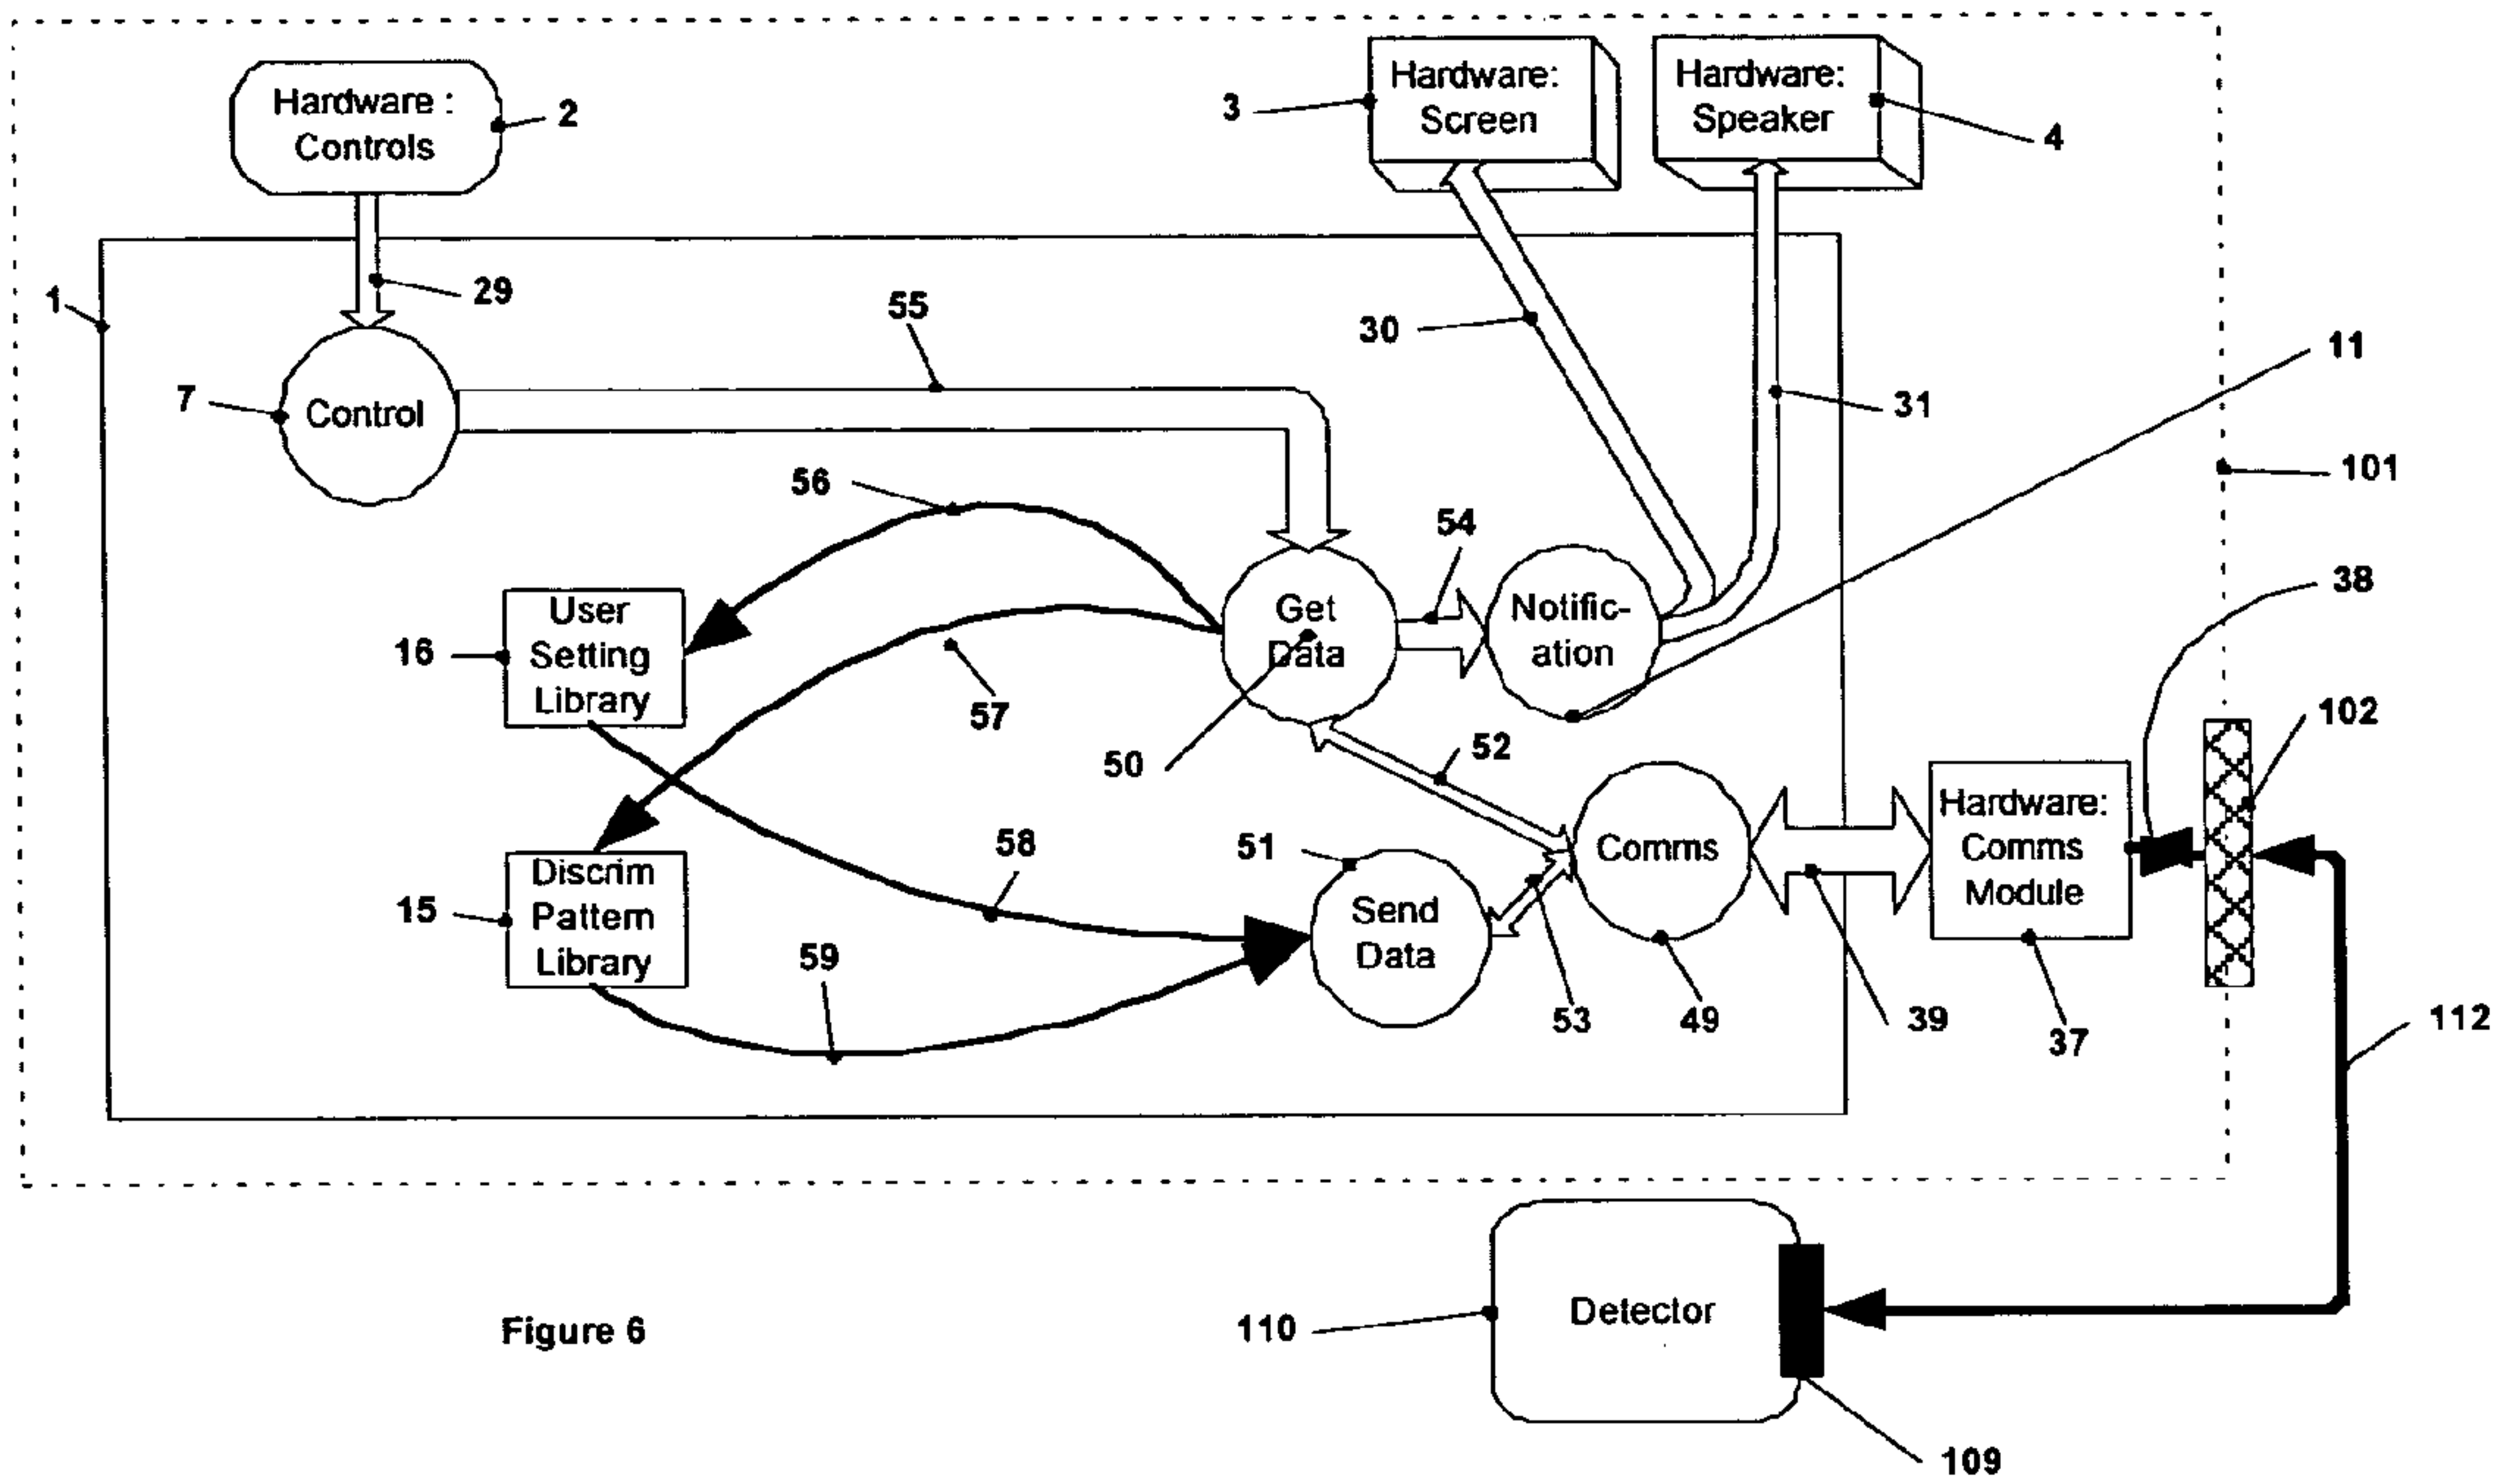 Hardware :
Controls
2
Hardware:
Screen
3
Hardware:
Speaker
4
1
29
55
30
11
7
Control
31
101
56
54
38
User
Setting
Library
16
Get
Data
Notific-
ation
57
50
52
102
Hardware:
Comms
Module
58
51
Comms
Discrim
Pattern
Library
15
Send
Data
59
53
49
39
37
112
Detector
110
Figure 6
109